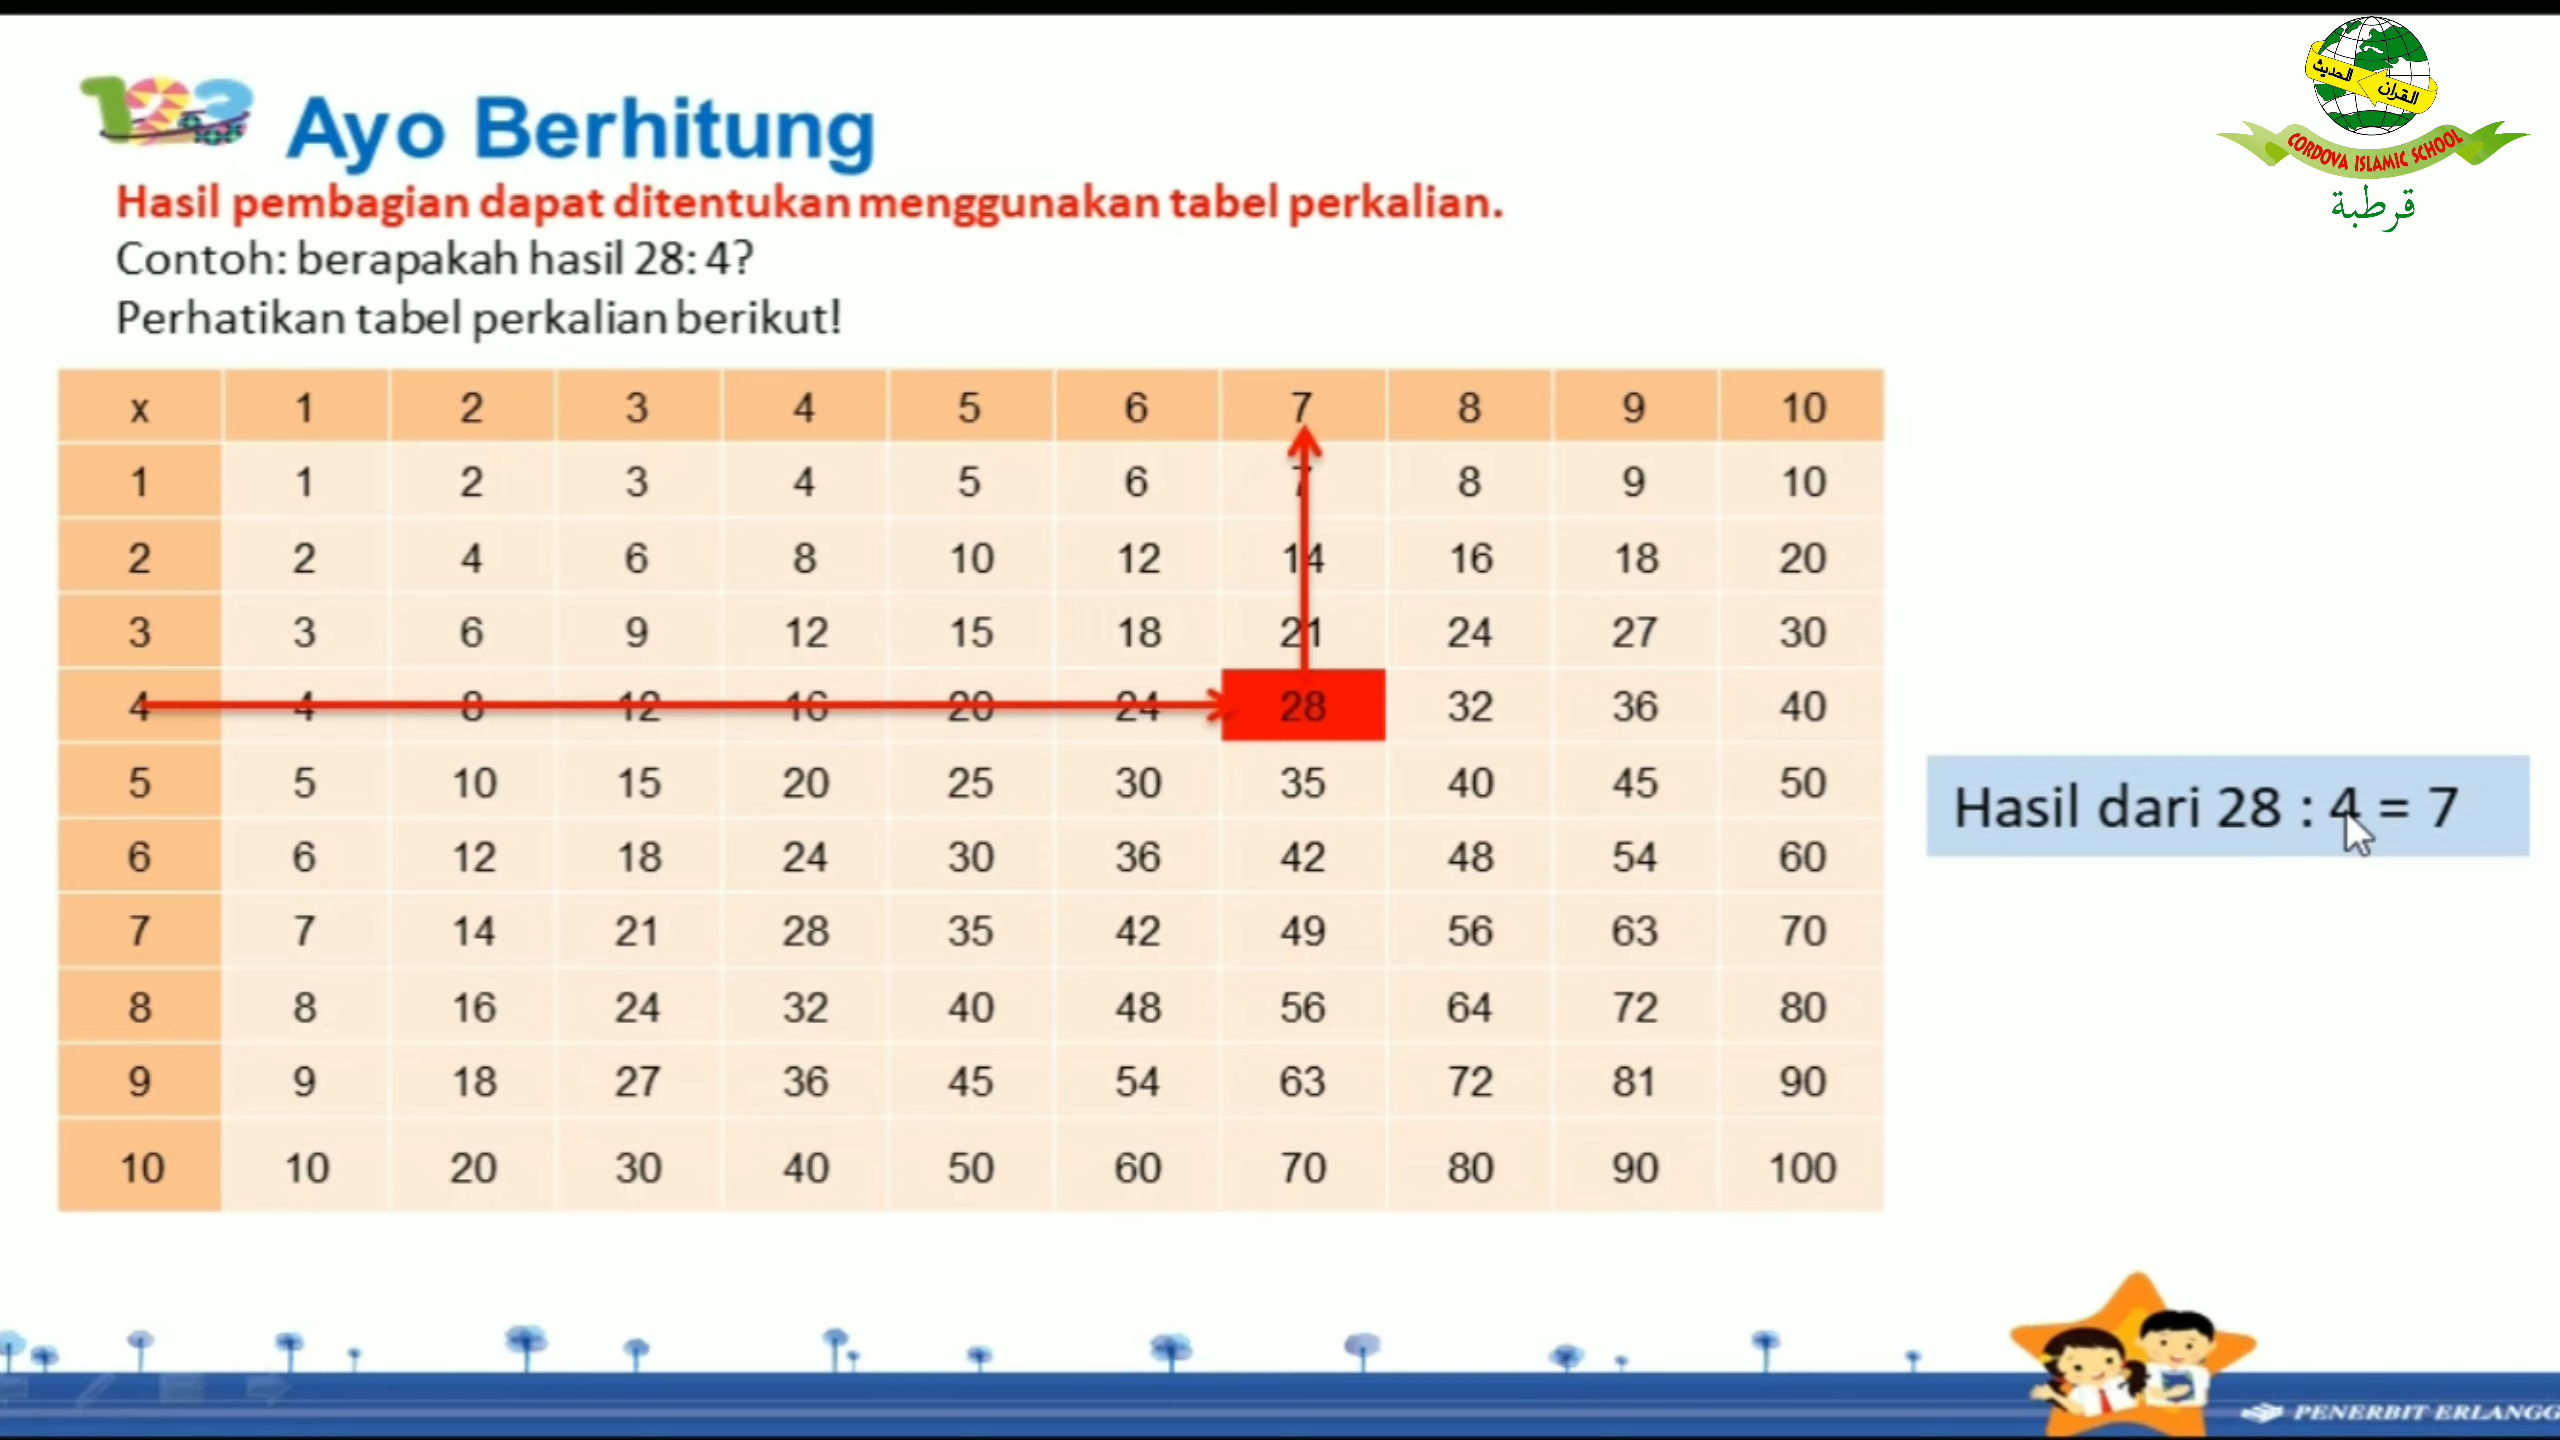 123
Ayo Berhitung
الحديث
القرآن
CORDOVA ISLAMIC SCHOOL
قرطبة
Hasil pembagian dapat ditentukan menggunakan tabel perkalian.
Contoh: berapakah hasil 28: 4?
Perhatikan tabel perkalian berikut!
x 1 2 3 4 5 6 7 8 9 10
1 1 2 3 4 5 6 7 8 9 10
2 2 4 6 8 10 12 14 16 18 20
3 3 6 9 12 15 18 21 24 27 30
4 4 8 12 16 20 24 28 32 36 40
5 5 10 15 20 25 30 35 40 45 50
6 6 12 18 24 30 36 42 48 54 60
7 7 14 21 28 35 42 49 56 63 70
8 8 16 24 32 40 48 56 64 72 80
9 9 18 27 36 45 54 63 72 81 90
10 10 20 30 40 50 60 70 80 90 100
Hasil dari 28 : 4 = 7
PENERBIT ERLANGG